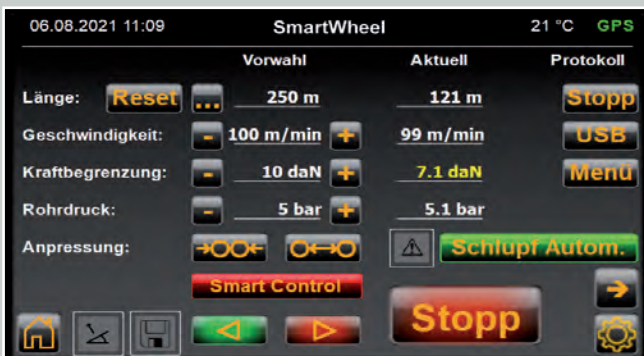 06.08.2021 11:09 SmartWheel 21 °C GPS
Vorwahl Aktuell Protokoll
Länge: Reset ... 250 m 121 m Stopp
Geschwindigkeit: - 100 m/min + 99 m/min USB
Kraftbegrenzung: - 10 daN + 7.1 daN Menü
Rohrdruck: - 5 bar + 5.1 bar
Anpressung: Schlupf Autom.
Smart Control
Stopp